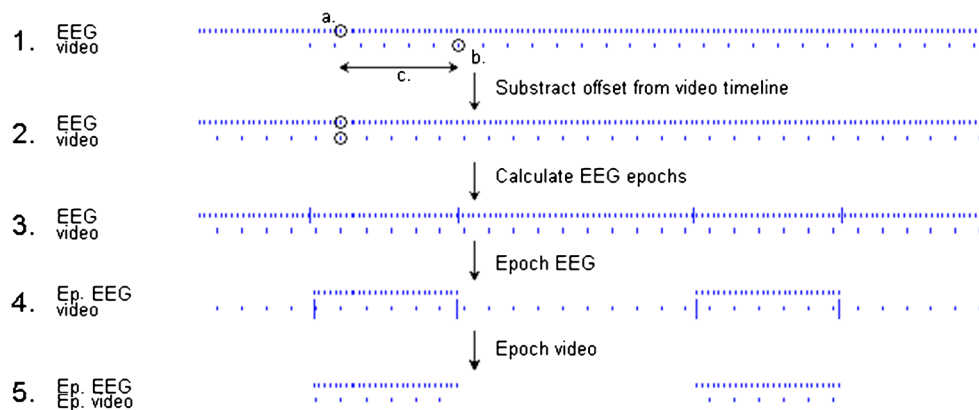 a.
1. EEG
video
b.
c.
Substract offset from video timeline
2. EEG
video
Calculate EEG epochs
3. EEG
video
Epoch EEG
4. Ep. EEG
video
Epoch video
5. Ep. EEG
Ep. video